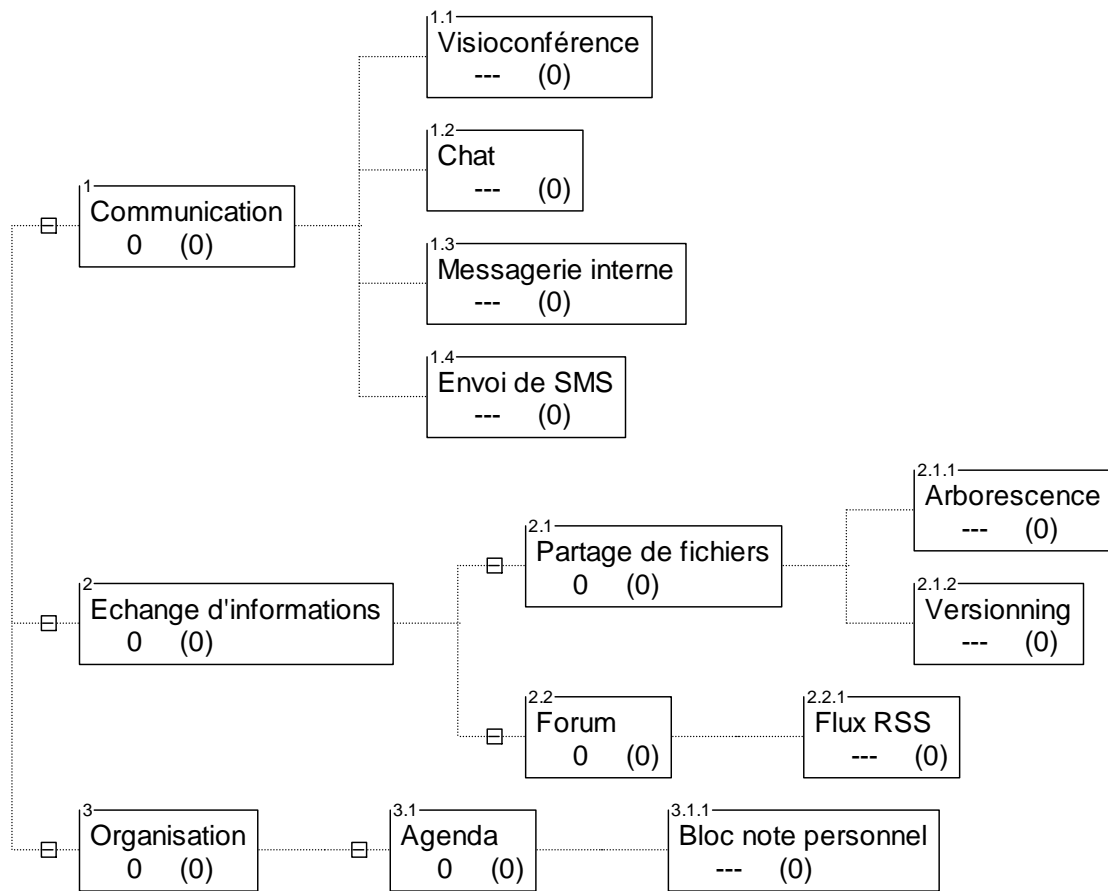 1.1
Visioconférence
--- (0)
1.2
Chat
--- (0)
1
Communication
0 (0)
1.3
Messagerie interne
--- (0)
1.4
Envoi de SMS
--- (0)
2.1.1
Arborescence
--- (0)
2.1
Partage de fichiers
0 (0)
2
Echange d'informations
0 (0)
2.1.2
Versionning
--- (0)
2.2
Forum
0 (0)
2.2.1
Flux RSS
--- (0)
3
Organisation
0 (0)
3.1
Agenda
0 (0)
3.1.1
Bloc note personnel
--- (0)